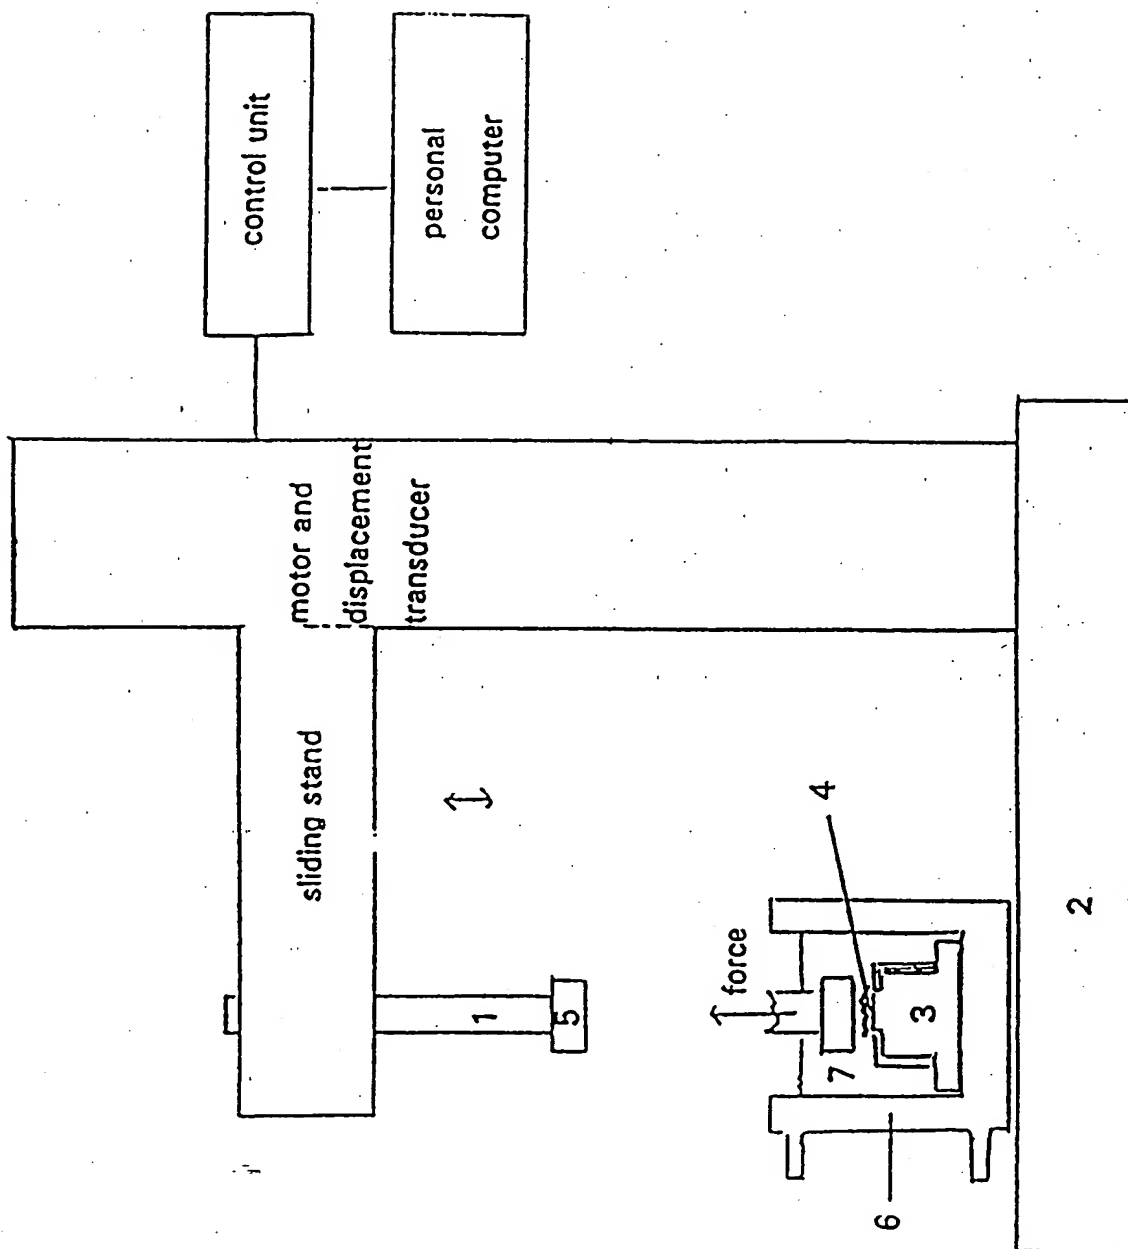 control unit
personal
computer
motor and
displacement
transducer
sliding stand
1
5
force
4
7
3
6
2